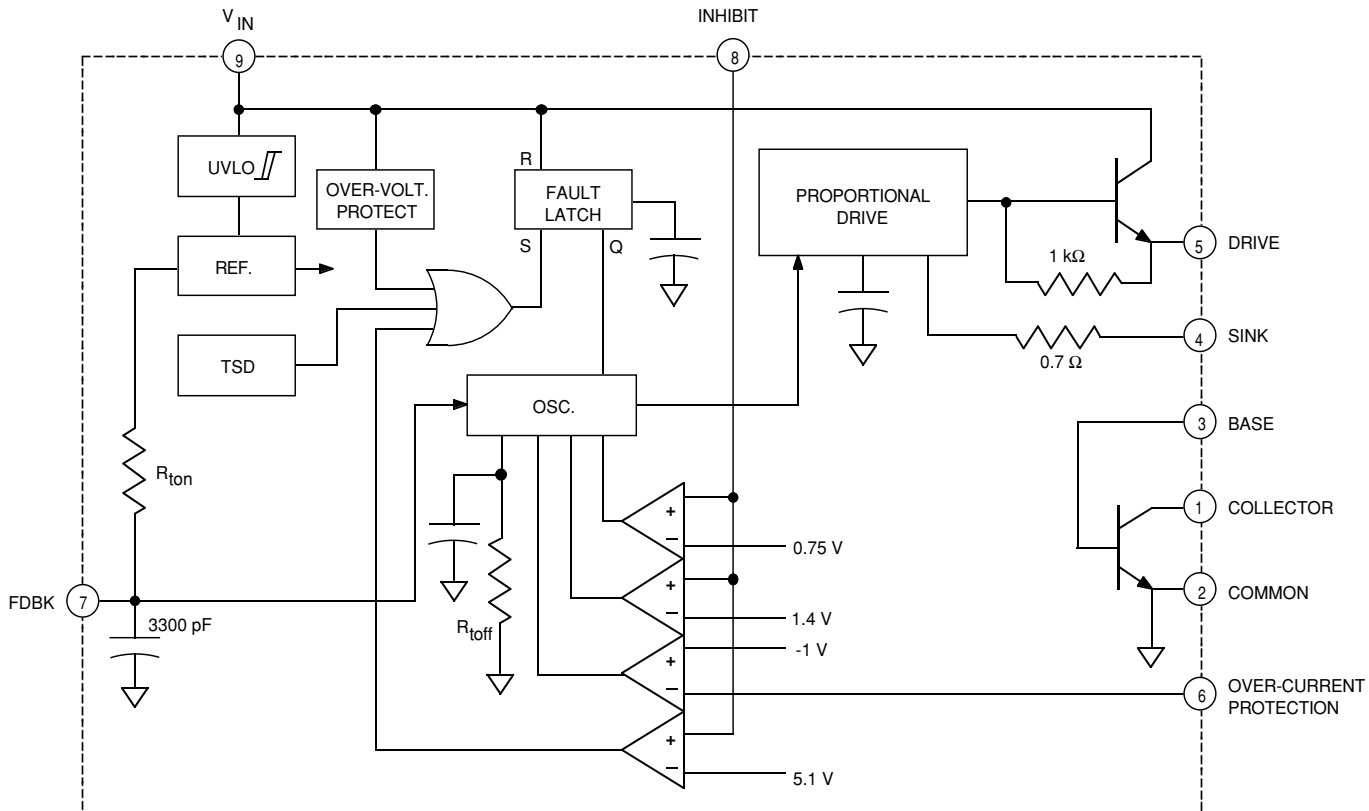 V IN
INHIBIT
9
8
UVLO
OVER-VOLT.
PROTECT
R
FAULT
LATCH
S
Q
PROPORTIONAL
DRIVE
5
DRIVE
REF.
1 kΩ
TSD
4
SINK
0.7 Ω
OSC.
3
BASE
Rton
1
COLLECTOR
+
−
0.75 V
FDBK
7
3300 pF
+
−
1.4 V
2
COMMON
Rtoff
-1 V
+
−
6
OVER-CURRENT
PROTECTION
+
−
5.1 V